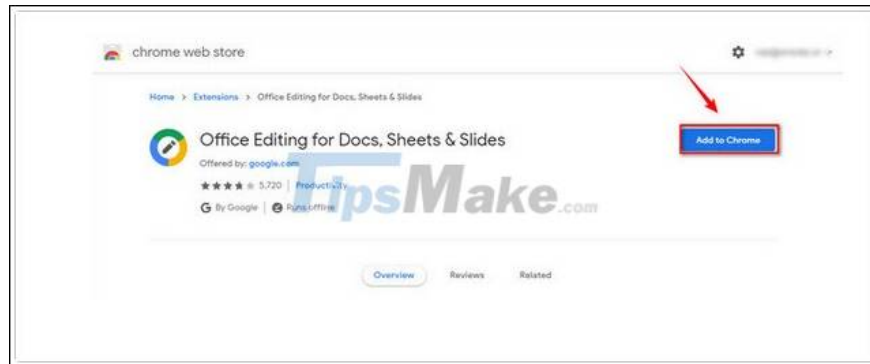 chrome web store
Home > Extensions > Office Editing for Docs, Sheets & Slides
Office Editing for Docs, Sheets & Slides
Add to Chrome
Offered by: google.com
5,720 | Productivity
By Google | Runs offline
TipsMake.com
Overview Reviews Related